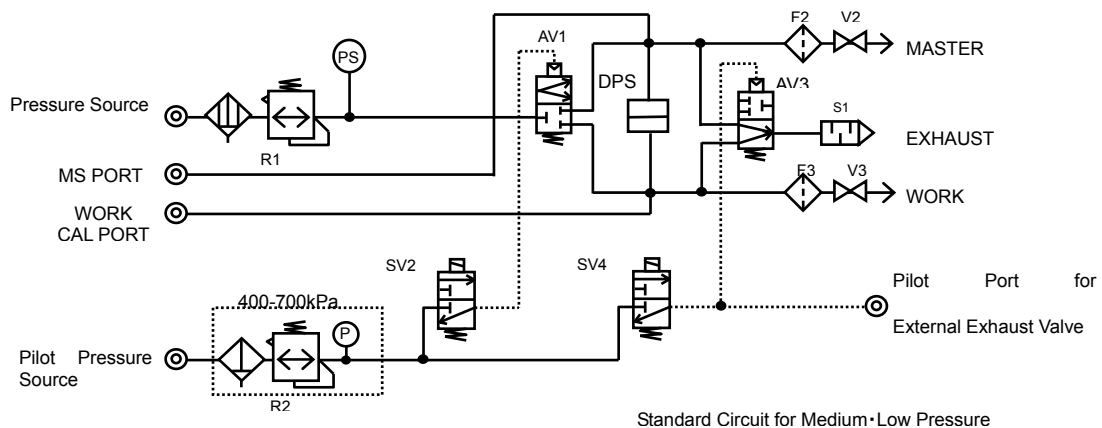 F2
V2
AV1
MASTER
PS
DPS
AV3
Pressure Source
S1
EXHAUST
R1
F3
V3
MS PORT
WORK
WORK
CAL PORT
SV2
SV4
Pilot Port for
External Exhaust Valve
400-700kPa
P
Pilot Pressure
Source
R2
Standard Circuit for Medium・Low Pressure